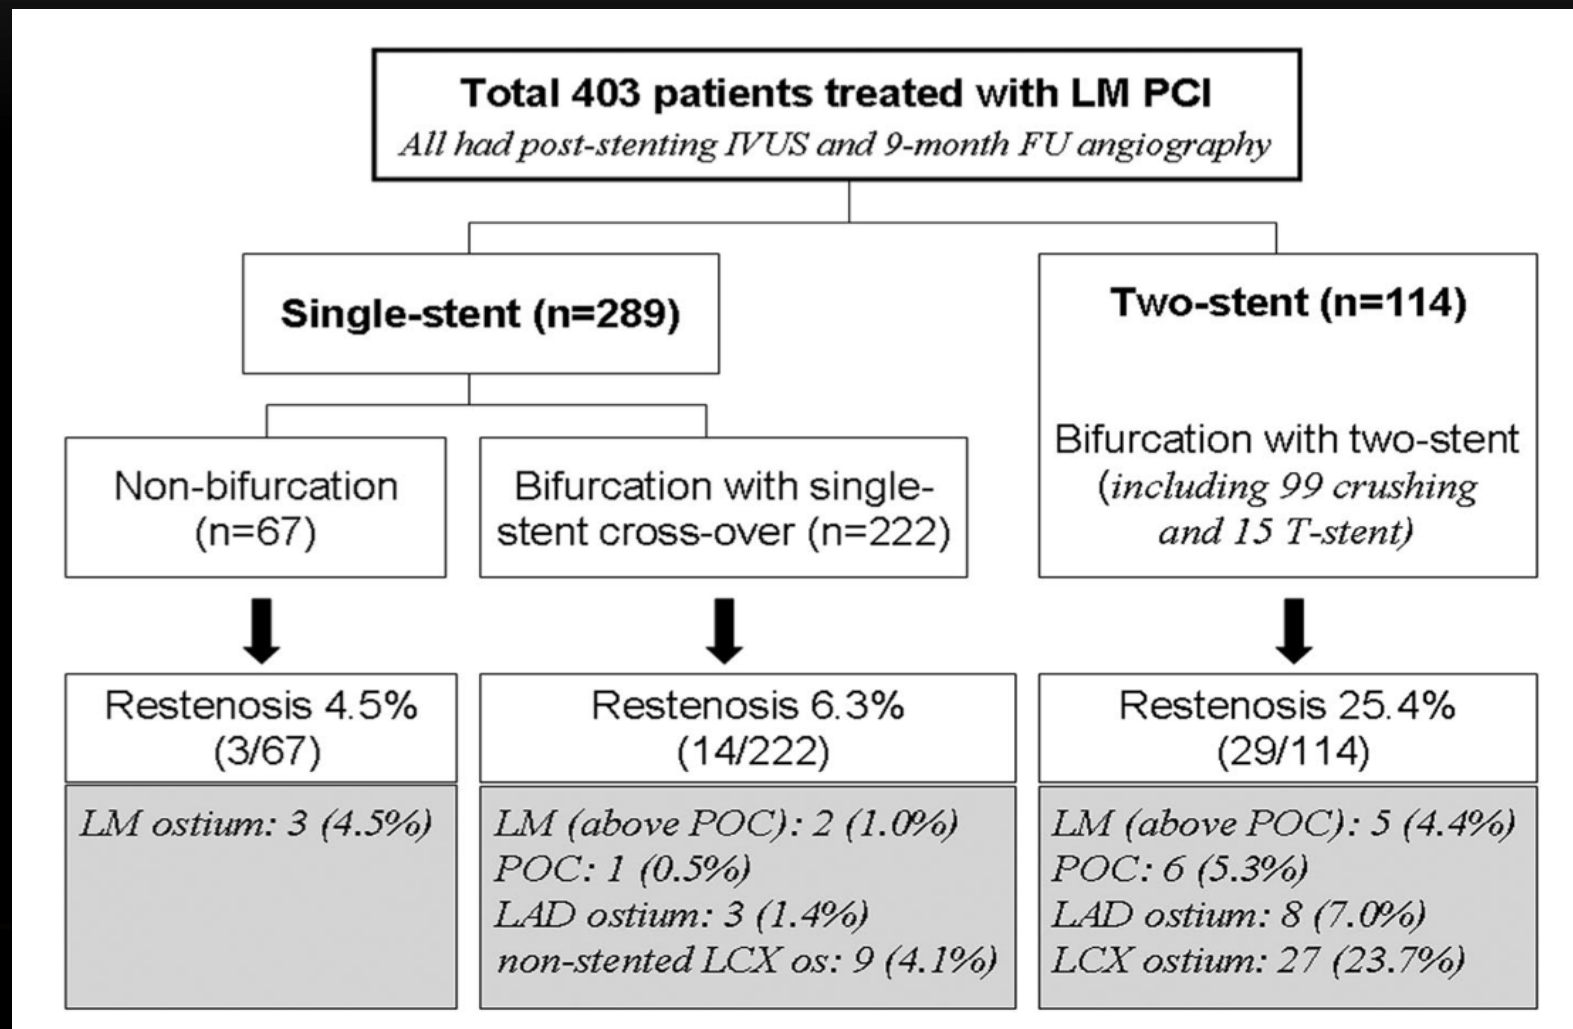 Total 403 patients treated with LM PCI
All had post-stenting IVUS and 9-month FU angiography
Single-stent (n=289)
Two-stent (n=114)
Bifurcation with two-stent
(including 99 crushing
and 15 T-stent)
Non-bifurcation
(n=67)
Bifurcation with single-
stent cross-over (n=222)
Restenosis 4.5%
(3/67)
LM ostium: 3 (4.5%)
Restenosis 6.3%
(14/222)
LM (above POC): 2 (1.0%)
POC: 1 (0.5%)
LAD ostium: 3 (1.4%)
non-stented LCX os: 9 (4.1%)
Restenosis 25.4%
(29/114)
LM (above POC): 5 (4.4%)
POC: 6 (5.3%)
LAD ostium: 8 (7.0%)
LCX ostium: 27 (23.7%)